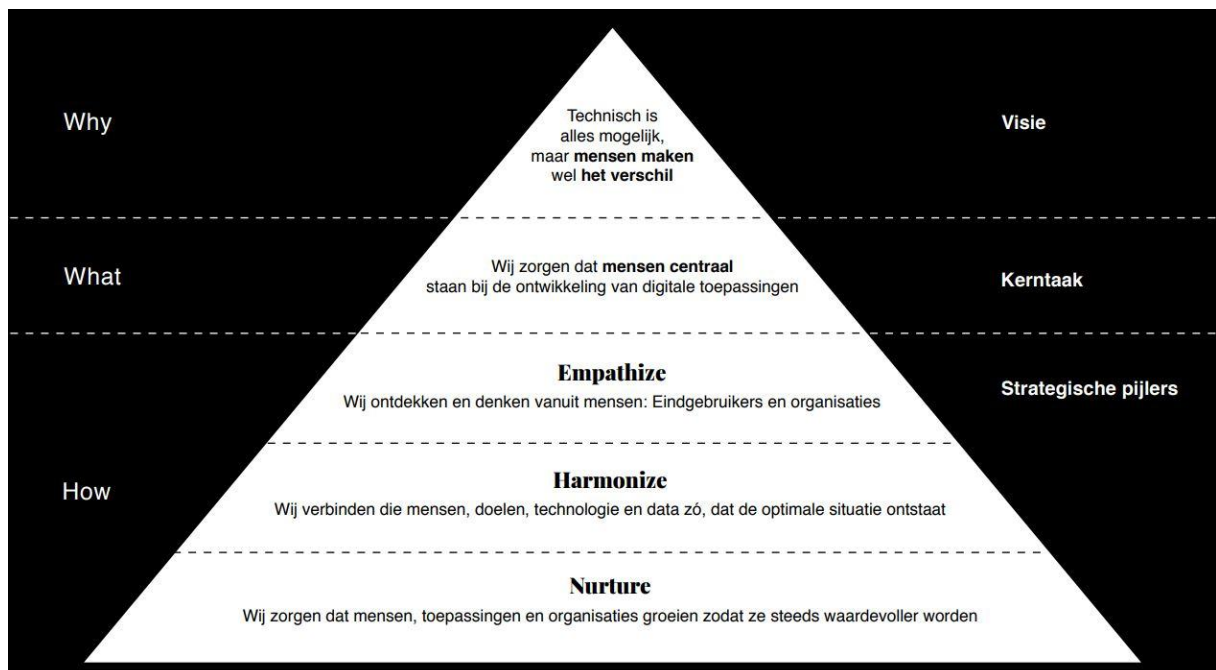 Why
Technisch is
alles mogelijk,
maar mensen maken
wel het verschil
Visie
What
Wij zorgen dat mensen centraal
staan bij de ontwikkeling van digitale toepassingen
Kerntaak
How
Empathize
Wij ontdekken en denken vanuit mensen: Eindgebruikers en organisaties
Strategische pijlers
Harmonize
Wij verbinden die mensen, doelen, technologie en data zó, dat de optimale situatie ontstaat
Nurture
Wij zorgen dat mensen, toepassingen en organisaties groeien zodat ze steeds waardevoller worden